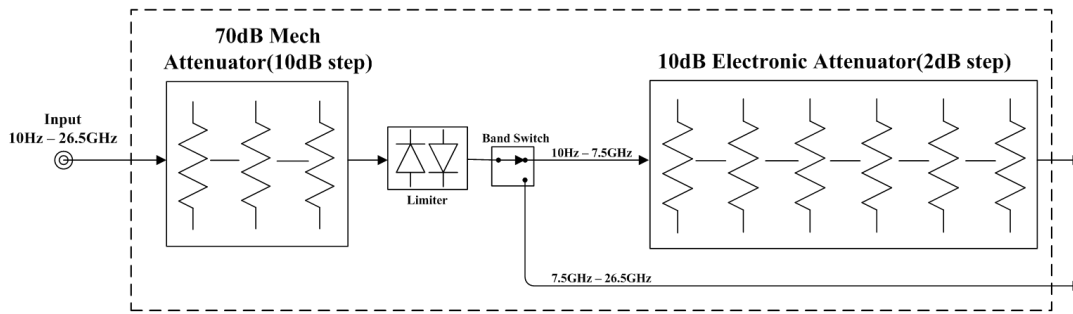 70dB Mech
Attenuator(10dB step)
10dB Electronic Attenuator(2dB step)
Input
10Hz – 26.5GHz
Band Switch
10Hz – 7.5GHz
Limiter
7.5GHz – 26.5GHz